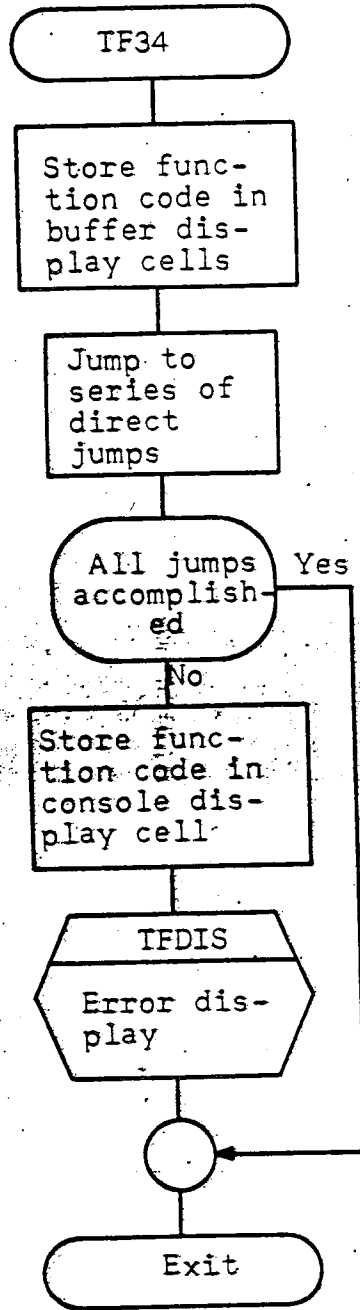 TF34
Store func-
tion code in
buffer dis-
play cells
Jump to
series of
direct
jumps
All jumps
accomplish-
ed
Yes
No
Store func-
tion code in
console dis-
play cell
TFDIS
Error dis-
play
Exit